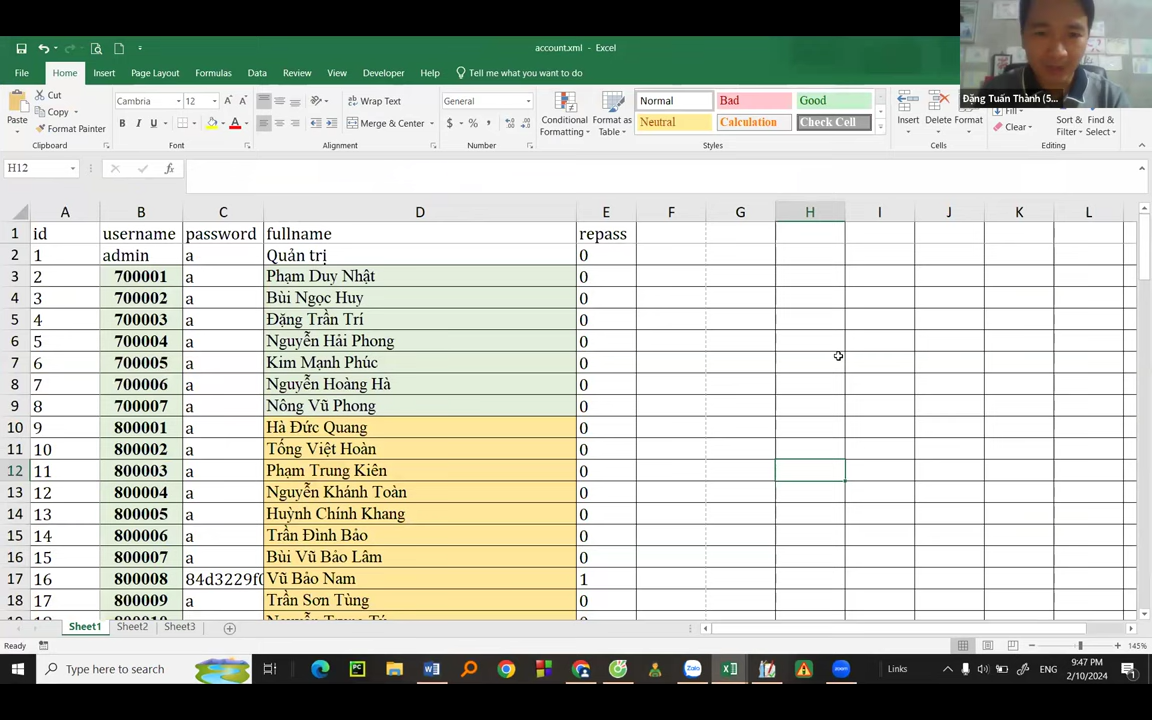 account.xml - Excel
File Home Insert Page Layout Formulas Data Review View Developer Help Tell me what you want to do
Đặng Tuấn Thành (5...
Paste
Cut
Copy
Format Painter
Clipboard
Cambria 12 A A
B I U A
Font
Wrap Text
Merge & Center
Alignment
General
$ % ,
Number
Conditional Formatting
Format as Table
Normal Bad Good
Neutral Calculation Check Cell
Styles
Insert Delete Format
Cells
Fill
Clear
Sort & Filter
Find & Select
Editing
H12 fx
A B C D E F G H I J K L
1 id username password fullname repass
2 1 admin a Quản trị 0
3 2 700001 a Phạm Duy Nhật 0
4 3 700002 a Bùi Ngọc Huy 0
5 4 700003 a Đặng Trần Trí 0
6 5 700004 a Nguyễn Hải Phong 0
7 6 700005 a Kim Mạnh Phúc 0
8 7 700006 a Nguyễn Hoàng Hà 0
9 8 700007 a Nông Vũ Phong 0
10 9 800001 a Hà Đức Quang 0
11 10 800002 a Tống Việt Hoàn 0
12 11 800003 a Phạm Trung Kiên 0
13 12 800004 a Nguyễn Khánh Toàn 0
14 13 800005 a Huỳnh Chính Khang 0
15 14 800006 a Trần Đình Bảo 0
16 15 800007 a Bùi Vũ Bảo Lâm 0
17 16 800008 84d3229f0 Vũ Bảo Nam 1
18 17 800009 a Trần Sơn Tùng 0
Sheet1 Sheet2 Sheet3
Ready 145%
Type here to search
Links
ENG
9:47 PM
2/10/2024